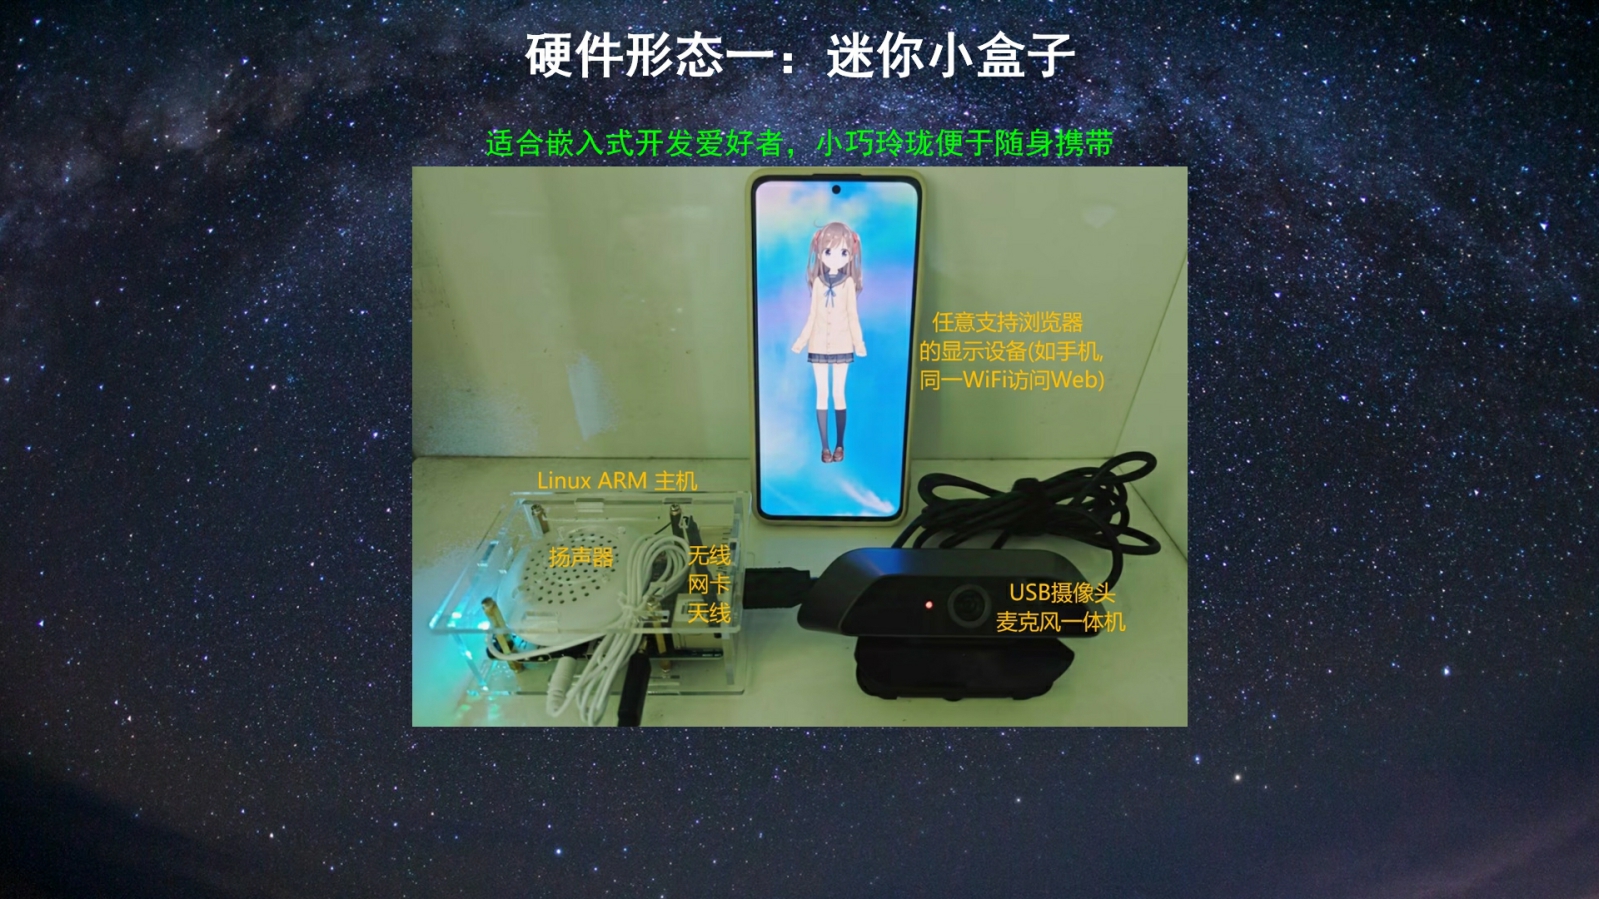 硬件形态一：迷你小盒子
适合嵌入式开发爱好者，小巧玲珑便于随身携带
任意支持浏览器
的显示设备(如手机,
同一WiFi访问Web)
Linux ARM 主机
扬声器
无线
网卡
天线
USB摄像头
麦克风一体机